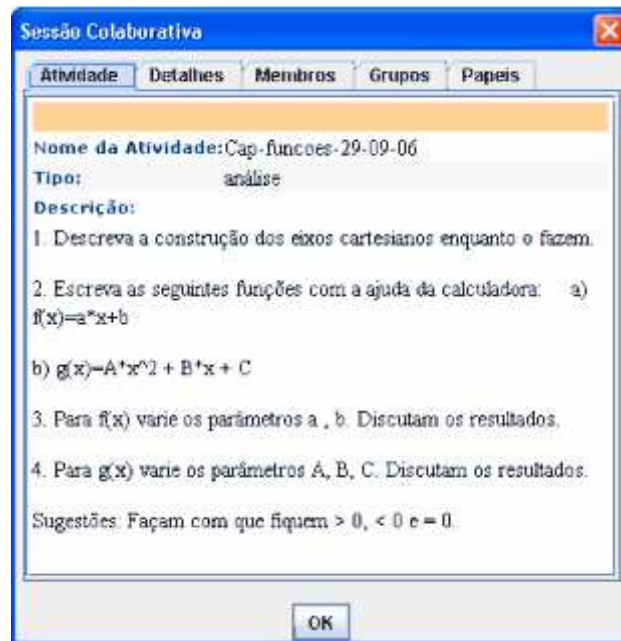 Sessão Colaborativa
Atividade Detalhes Membros Grupos Papeis
Nome da Atividade:Cap-funcoes-29-09-06
Tipo: análise
Descrição:
1. Descreva a construção dos eixos cartesianos enquanto o fazem.
2. Escreva as seguintes funções com a ajuda da calculadora: a)
f(x)=a*x+b
b) g(x)=A*x^2 + B*x + C
3. Para f(x) varie os parâmetros a , b. Discutam os resultados.
4. Para g(x) varie os parâmetros A, B, C. Discutam os resultados.
Sugestões: Façam com que fiquem > 0, < 0 e = 0.
OK